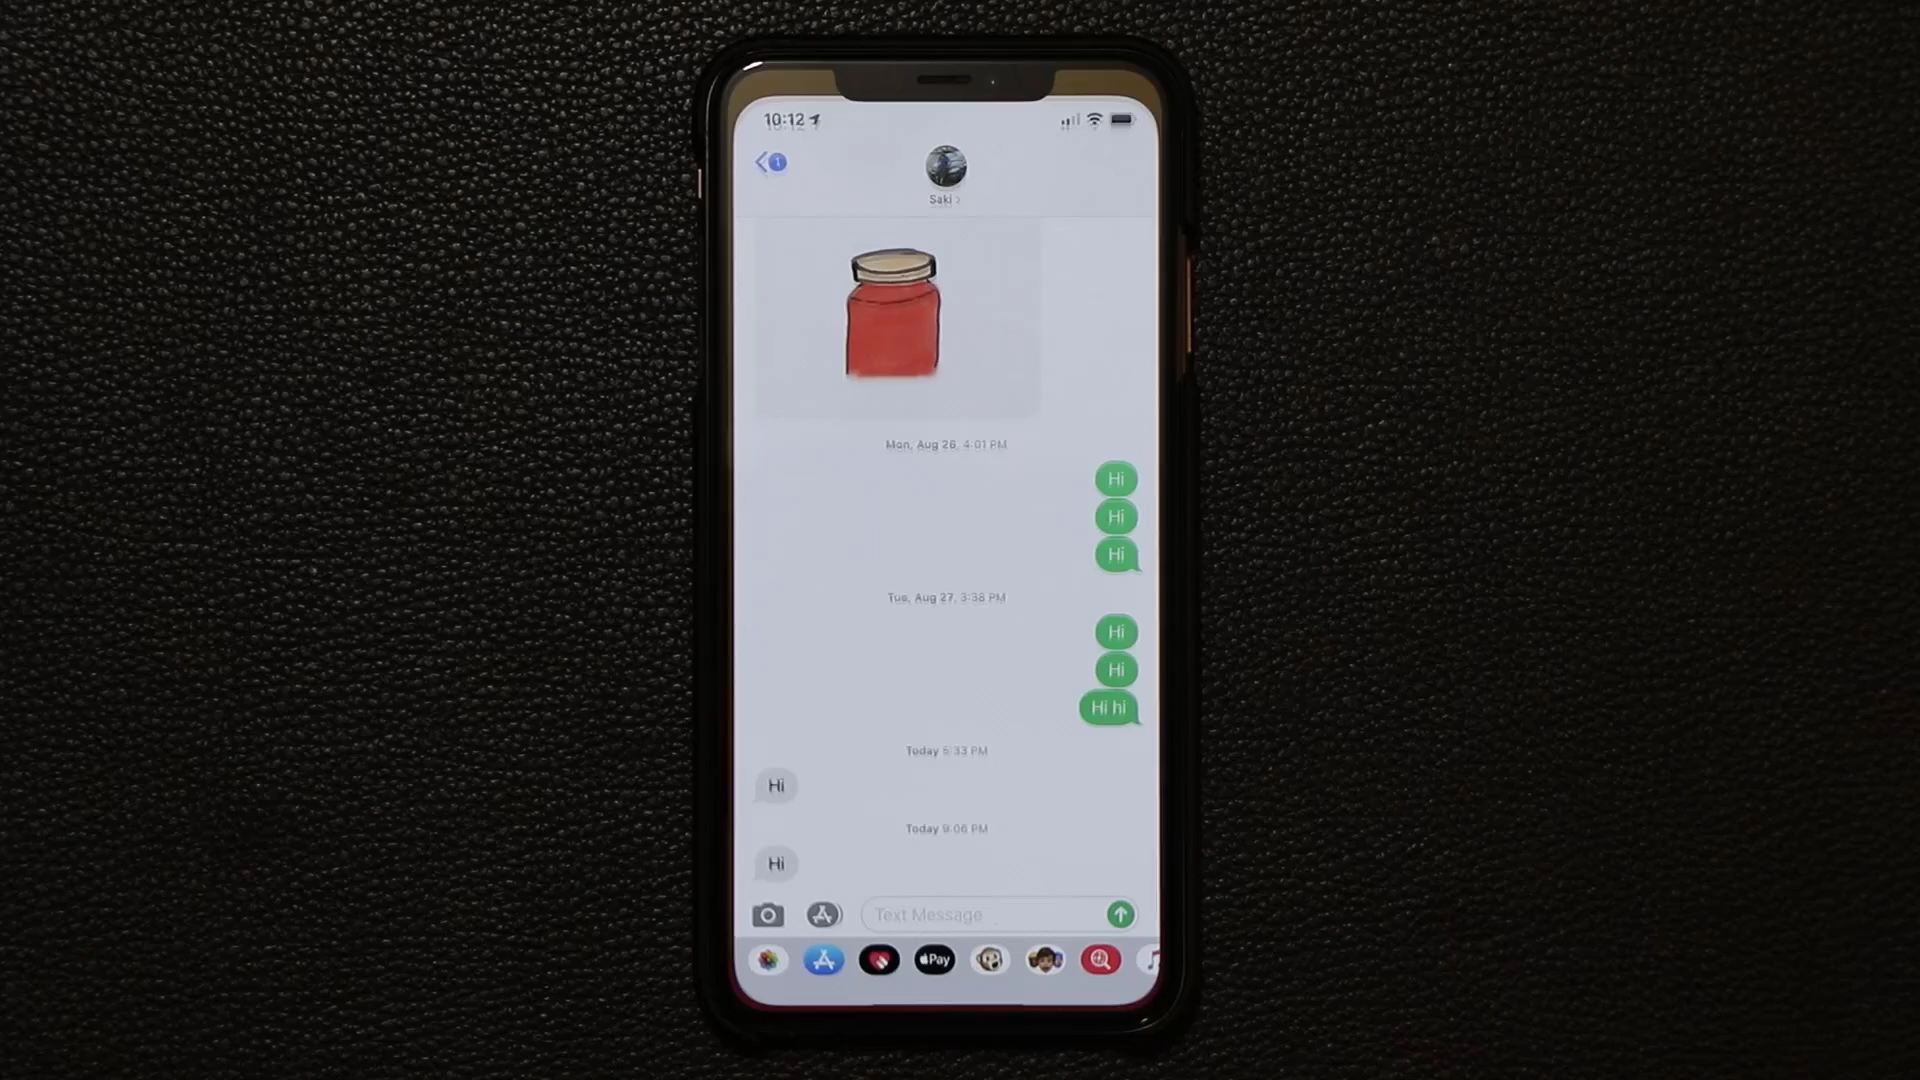 10:12
1
Saki
Mon, Aug 26, 4:01 PM
Hi
Hi
Hi
Tue, Aug 27, 3:38 PM
Hi
Hi
Hi hi
Today 5:33 PM
Hi
Today 9:06 PM
Hi
Text Message
Pay